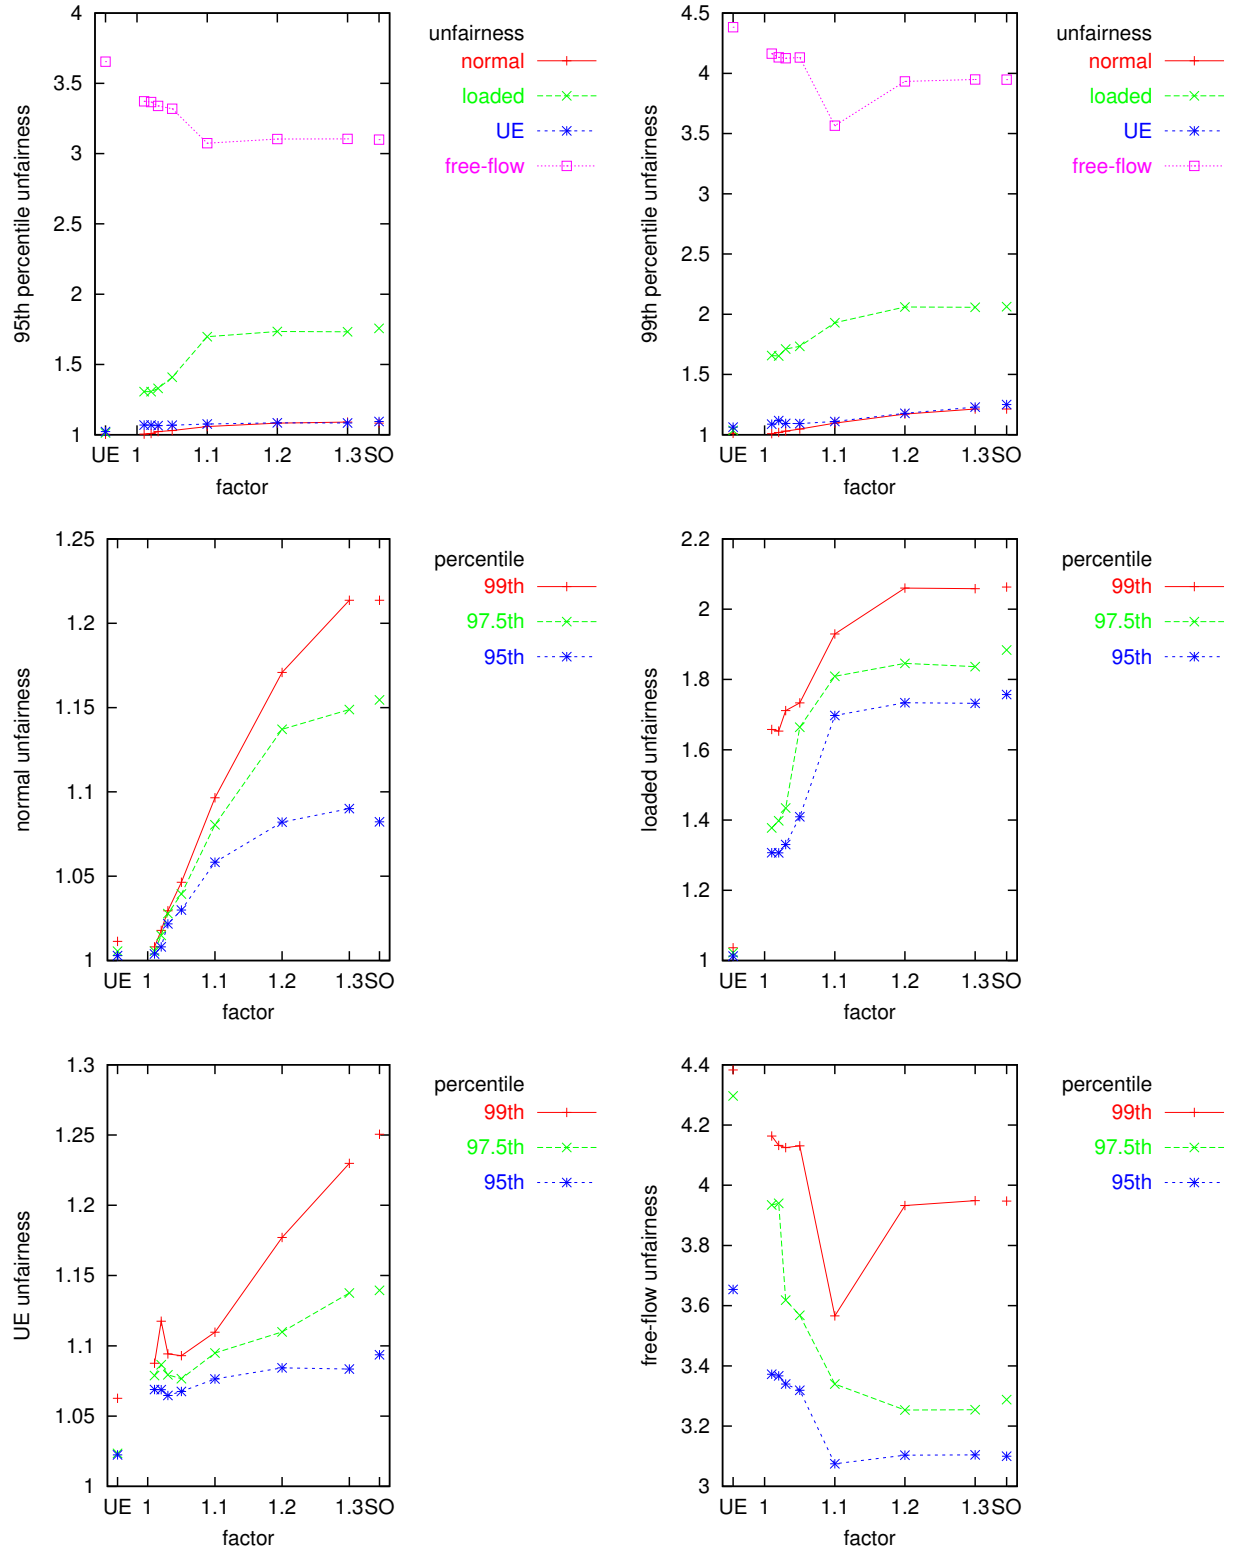 95th percentile unfairness
4
3.5
3
2.5
2
1.5
1
UE 1 1.1 1.2 1.3 SO
factor
unfairness
normal
loaded
UE
free-flow
99th percentile unfairness
4.5
4
3.5
3
2.5
2
1.5
1
UE 1 1.1 1.2 1.3 SO
factor
unfairness
normal
loaded
UE
free-flow
normal unfairness
1.25
1.2
1.15
1.1
1.05
1
UE 1 1.1 1.2 1.3 SO
factor
percentile
99th
97.5th
95th
loaded unfairness
2.2
2
1.8
1.6
1.4
1.2
1
UE 1 1.1 1.2 1.3 SO
factor
percentile
99th
97.5th
95th
UE unfairness
1.3
1.25
1.2
1.15
1.1
1.05
1
UE 1 1.1 1.2 1.3 SO
factor
percentile
99th
97.5th
95th
free-flow unfairness
4.4
4.2
4
3.8
3.6
3.4
3.2
3
UE 1 1.1 1.2 1.3 SO
factor
percentile
99th
97.5th
95th